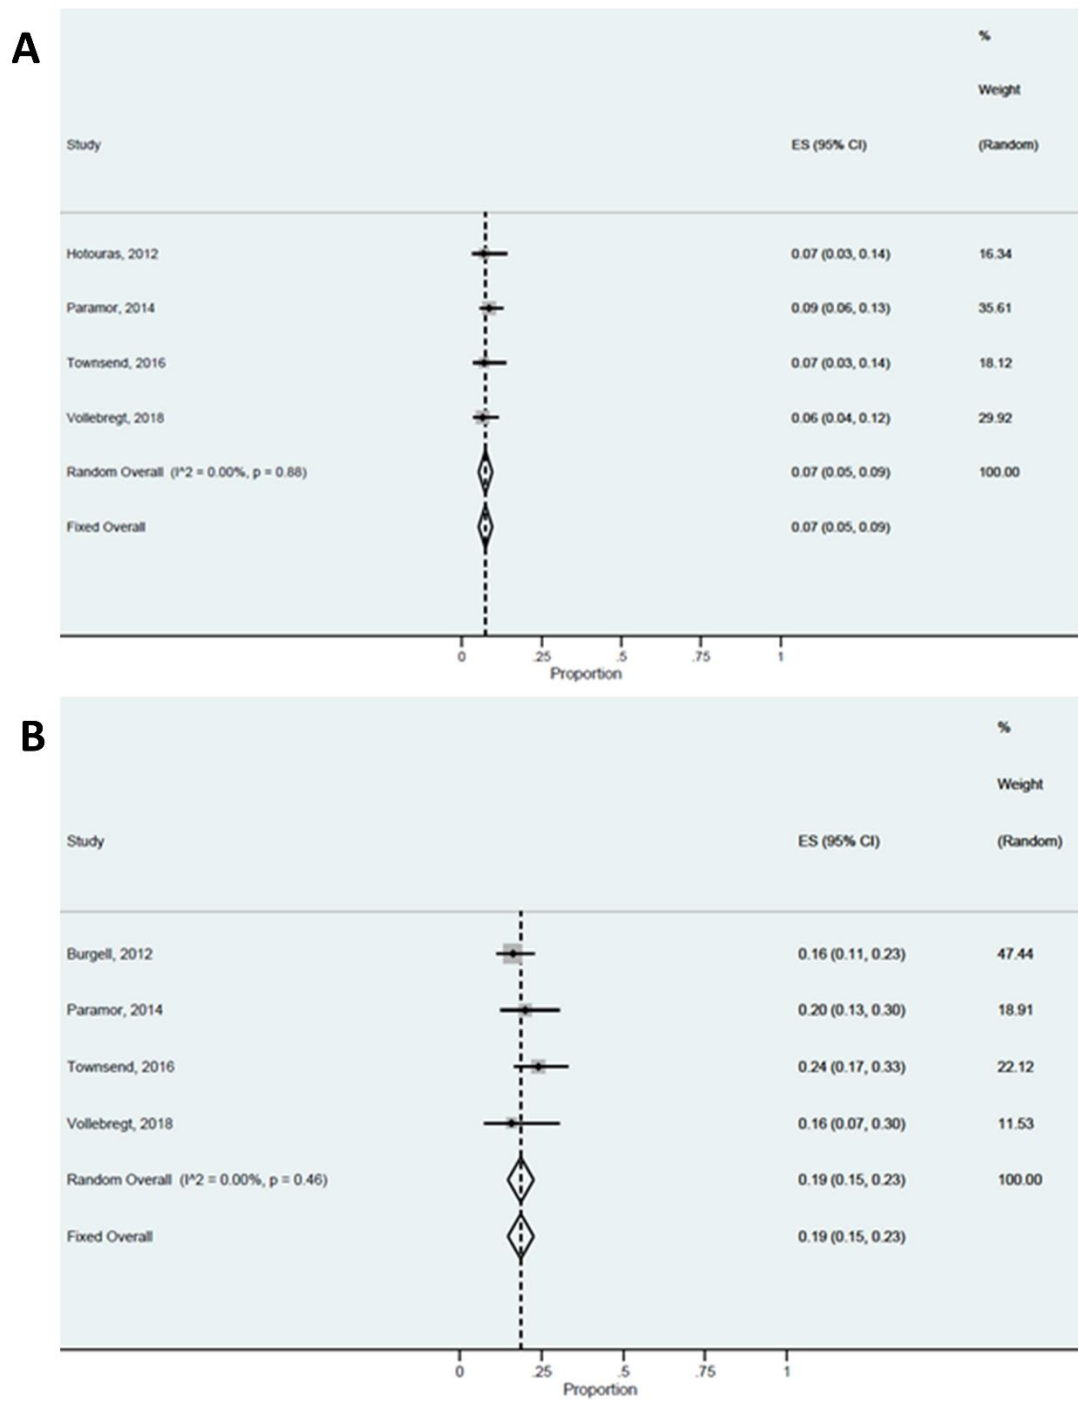 A
%
Weight
Study ES (95% CI) (Random)
Hotouras, 2012 0.07 (0.03, 0.14) 16.34
Paramor, 2014 0.09 (0.06, 0.13) 35.61
Townsend, 2016 0.07 (0.03, 0.14) 18.12
Vollebregt, 2018 0.06 (0.04, 0.12) 29.92
Random Overall (I^2 = 0.00%, p = 0.88) 0.07 (0.05, 0.09) 100.00
Fixed Overall 0.07 (0.05, 0.09)
0 .25 .5 .75 1
Proportion
B
%
Weight
Study ES (95% CI) (Random)
Burgell, 2012 0.16 (0.11, 0.23) 47.44
Paramor, 2014 0.20 (0.13, 0.30) 18.91
Townsend, 2016 0.24 (0.17, 0.33) 22.12
Vollebregt, 2018 0.16 (0.07, 0.30) 11.53
Random Overall (I^2 = 0.00%, p = 0.46) 0.19 (0.15, 0.23) 100.00
Fixed Overall 0.19 (0.15, 0.23)
0 .25 .5 .75 1
Proportion